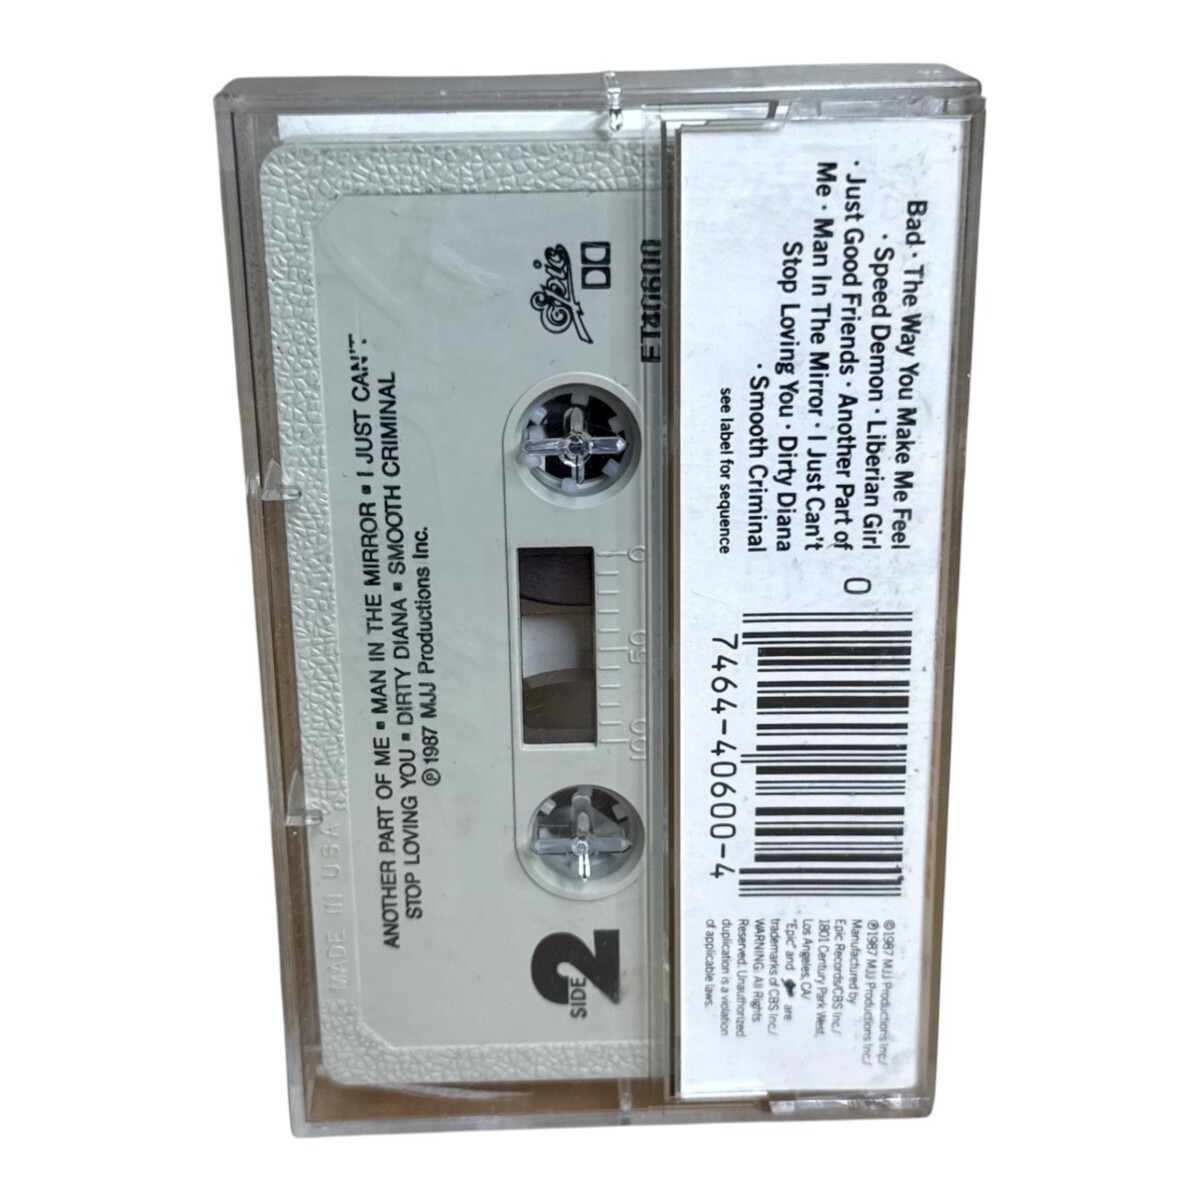 Bad · The Way You Make Me Feel
· Speed Demon · Liberian Girl
· Just Good Friends · Another Part of
Me · Man In The Mirror · I Just Can't
Stop Loving You · Dirty Diana
· Smooth Criminal
see label for sequence
0
7464-40600-4
©1987 MJJ Productions Inc./
℗1987 MJJ Productions Inc./
Manufactured by
Epic Records/CBS Inc./
1801 Century Park West,
Los Angeles, CA/
"Epic" and are
trademarks of CBS Inc./
WARNING: All Rights
Reserved. Unauthorized
duplication is a violation
of applicable laws.
Epic
0 50 100
SIDE 2
ANOTHER PART OF ME ▪ MAN IN THE MIRROR ▪ I JUST CAN'T
STOP LOVING YOU ▪ DIRTY DIANA ▪ SMOOTH CRIMINAL
℗ 1987 MJJ Productions Inc.
MADE IN USA